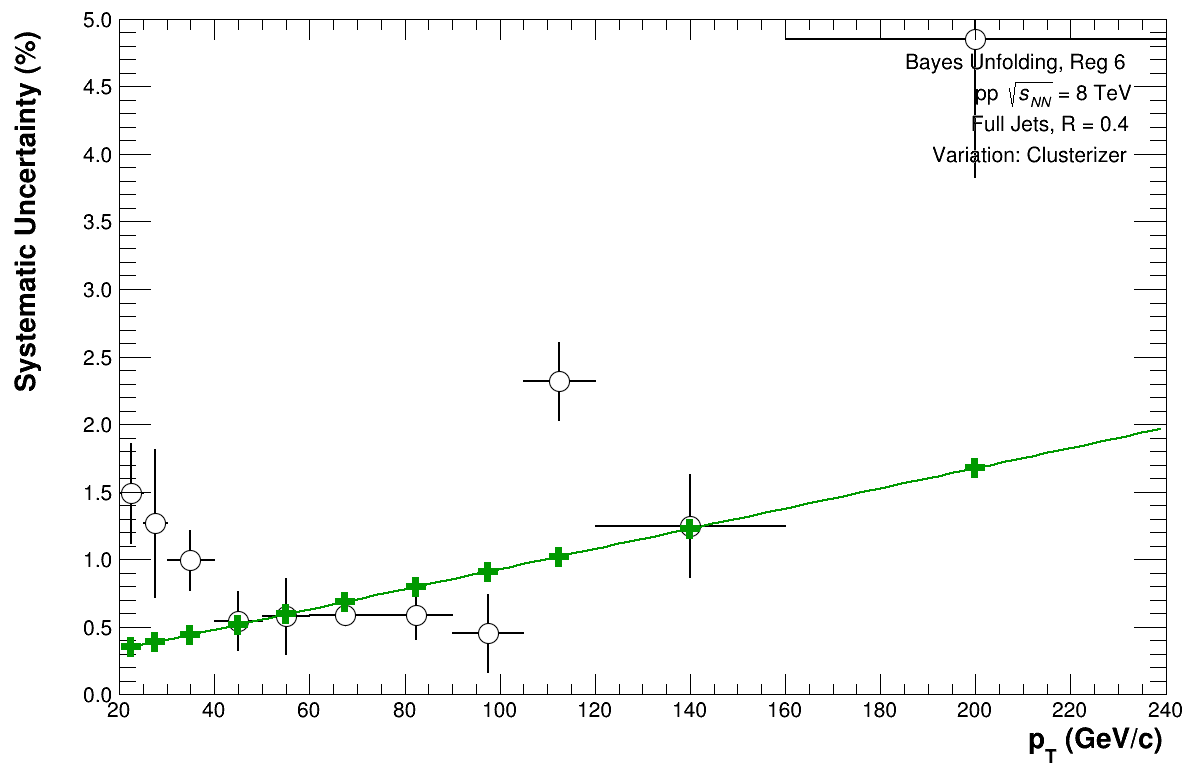 Systematic Uncertainty (%)
5.0
4.5
4.0
3.5
3.0
2.5
2.0
1.5
1.0
0.5
0.0
Bayes Unfolding, Reg 6
pp √sNN = 8 TeV
Full Jets, R = 0.4
Variation: Clusterizer
20 40 60 80 100 120 140 160 180 200 220 240
pT (GeV/c)